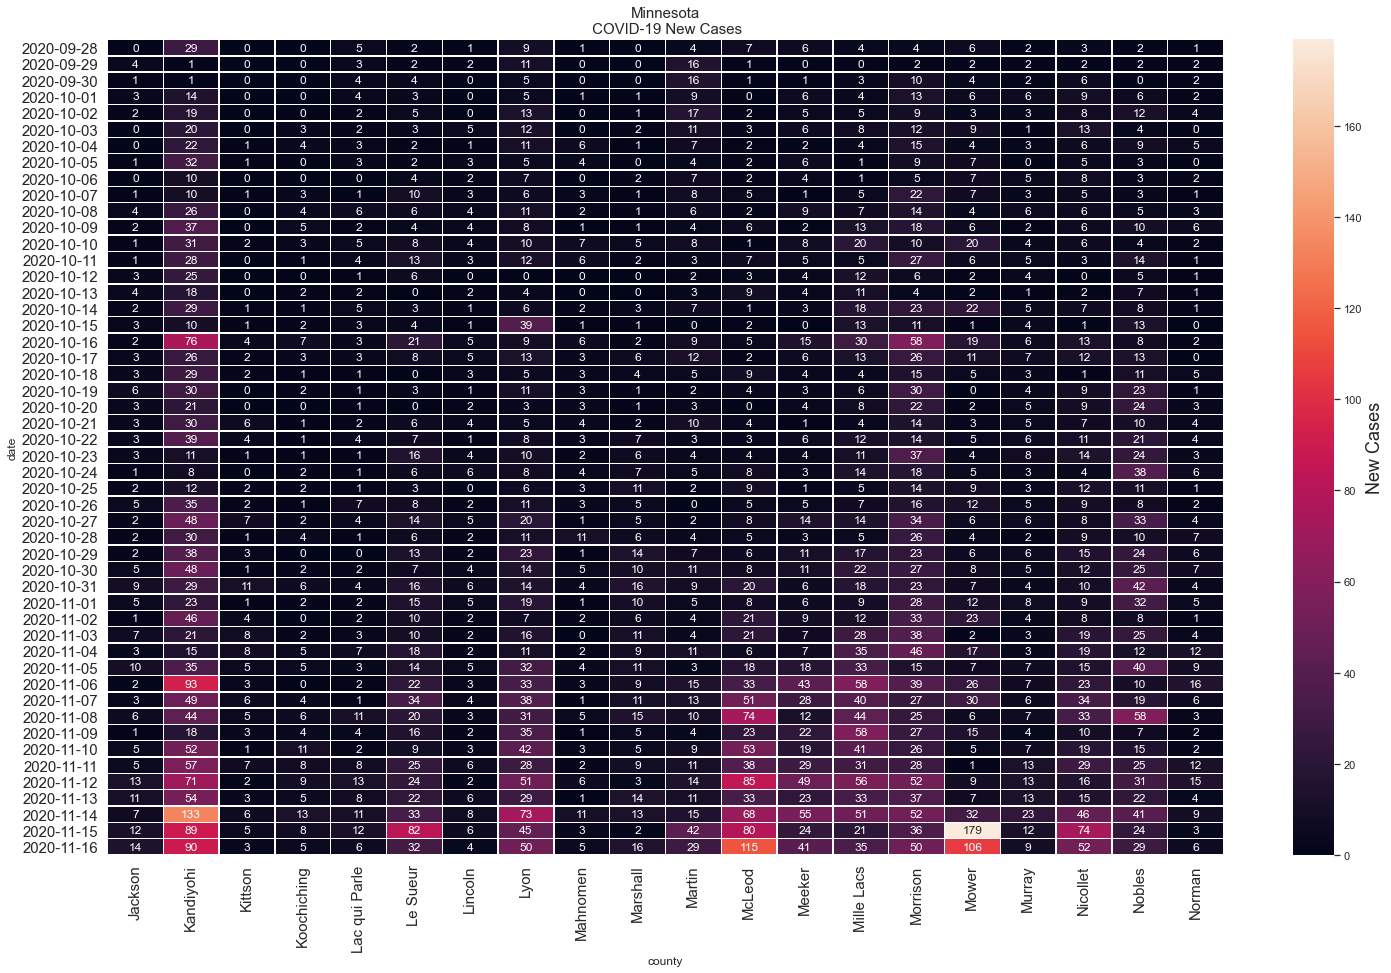 Minnesota
COVID-19 New Cases
2020-09-28 0 29 0 0 5 2 1 9 1 0 4 7 6 4 4 6 2 3 2 1
2020-09-29 4 1 0 0 3 2 2 11 0 0 16 1 0 0 2 2 2 2 2 2
2020-09-30 1 1 0 0 4 4 0 5 0 0 16 1 1 3 10 4 2 6 0 2
2020-10-01 3 14 0 0 4 3 0 5 1 1 9 0 6 4 13 6 6 9 6 2
2020-10-02 2 19 0 0 2 5 0 13 0 1 17 2 5 5 9 3 3 8 12 4
2020-10-03 0 20 0 3 2 3 5 12 0 2 11 3 6 8 12 9 1 13 4 0
2020-10-04 0 22 1 4 3 2 1 11 6 1 7 2 2 4 15 4 3 6 9 5
2020-10-05 1 32 1 0 3 2 3 5 4 0 4 2 6 1 9 7 0 5 3 0
2020-10-06 0 10 0 0 0 4 2 7 0 2 7 2 4 1 5 7 5 8 3 2
2020-10-07 1 10 1 3 1 10 3 6 3 1 8 5 1 5 22 7 3 5 3 1
2020-10-08 4 26 0 4 6 6 4 11 2 1 6 2 9 7 14 4 6 6 5 3
2020-10-09 2 37 0 5 2 4 4 8 1 1 4 6 2 13 18 6 2 6 10 6
2020-10-10 1 31 2 3 5 8 4 10 7 5 8 1 8 20 10 20 4 6 4 2
2020-10-11 1 28 0 1 4 13 3 12 6 2 3 7 5 5 27 6 5 3 14 1
2020-10-12 3 25 0 0 1 6 0 0 0 0 2 3 4 12 6 2 4 0 5 1
2020-10-13 4 18 0 2 2 0 2 4 0 0 3 9 4 11 4 2 1 2 7 1
2020-10-14 2 29 1 1 5 3 1 6 2 3 7 1 3 18 23 22 5 7 8 1
2020-10-15 3 10 1 2 3 4 1 39 1 1 0 2 0 13 11 1 4 1 13 0
2020-10-16 2 76 4 7 3 21 5 9 6 2 9 5 15 30 58 19 6 13 8 2
2020-10-17 3 26 2 3 3 8 5 13 3 6 12 2 6 13 26 11 7 12 13 0
2020-10-18 3 29 2 1 1 0 3 5 3 4 5 9 4 4 15 5 3 1 11 5
2020-10-19 6 30 0 2 1 3 1 11 3 1 2 4 3 6 30 0 4 9 23 1
2020-10-20 3 21 0 0 1 0 2 3 3 1 3 0 4 8 22 2 5 9 24 3
2020-10-21 3 30 6 1 2 6 4 5 4 2 10 4 1 4 14 3 5 7 10 4
2020-10-22 3 39 4 1 4 7 1 8 3 7 3 3 6 12 14 5 6 11 21 4
2020-10-23 3 11 1 1 1 16 4 10 2 6 4 4 4 11 37 4 8 14 24 3
2020-10-24 1 8 0 2 1 6 6 8 4 7 5 8 3 14 18 5 3 4 38 6
2020-10-25 2 12 2 2 1 3 0 6 3 11 2 9 1 5 14 9 3 12 11 1
2020-10-26 5 35 2 1 7 8 2 11 3 5 0 5 5 7 16 12 5 9 8 2
2020-10-27 2 48 7 2 4 14 5 20 1 5 2 8 14 14 34 6 6 8 33 4
2020-10-28 2 30 1 4 1 6 2 11 11 6 4 5 3 5 26 4 2 9 10 7
2020-10-29 2 38 3 0 0 13 2 23 1 14 7 6 11 17 23 6 6 15 24 6
2020-10-30 5 48 1 2 2 7 4 14 5 10 11 8 11 22 27 8 5 12 25 7
2020-10-31 9 29 11 6 4 16 6 14 4 16 9 20 6 18 23 7 4 10 42 4
2020-11-01 5 23 1 2 2 15 5 19 1 10 5 8 6 9 28 12 8 9 32 5
2020-11-02 1 46 4 0 2 10 2 7 2 6 4 21 9 12 33 23 4 8 8 1
2020-11-03 7 21 8 2 3 10 2 16 0 11 4 21 7 28 38 2 3 19 25 4
2020-11-04 3 15 8 5 7 18 2 11 2 9 11 6 7 35 46 17 3 19 12 12
2020-11-05 10 35 5 5 3 14 5 32 4 11 3 18 18 33 15 7 7 15 40 9
2020-11-06 2 93 3 0 2 22 3 33 3 9 15 33 43 58 39 26 7 23 10 16
2020-11-07 3 49 6 4 1 34 4 38 1 11 13 51 28 40 27 30 6 34 19 6
2020-11-08 6 44 5 6 11 20 3 31 5 15 10 74 12 44 25 6 7 33 58 3
2020-11-09 1 18 3 4 4 16 2 35 1 5 4 23 22 58 27 15 4 10 7 2
2020-11-10 5 52 1 11 2 9 3 42 3 5 9 53 19 41 26 5 7 19 15 2
2020-11-11 5 57 7 8 8 25 6 28 2 9 11 38 29 31 28 1 13 29 25 12
2020-11-12 13 71 2 9 13 24 2 51 6 3 14 85 49 56 52 9 13 16 31 15
2020-11-13 11 54 3 5 8 22 6 29 1 14 11 33 23 33 37 7 13 15 22 4
2020-11-14 7 133 6 13 11 33 8 73 11 13 15 68 55 51 52 32 23 46 41 9
2020-11-15 12 89 5 8 12 82 6 45 3 2 42 80 24 21 36 179 12 74 24 3
2020-11-16 14 90 3 5 6 32 4 50 5 16 29 115 41 35 50 106 9 52 29 6
date
Jackson Kandiyohi Kittson Koochiching Lac qui Parle Le Sueur Lincoln Lyon Mahnomen Marshall Martin McLeod Meeker Mille Lacs Morrison Mower Murray Nicollet Nobles Norman
county
160
140
120
100
80
60
40
20
0
New Cases